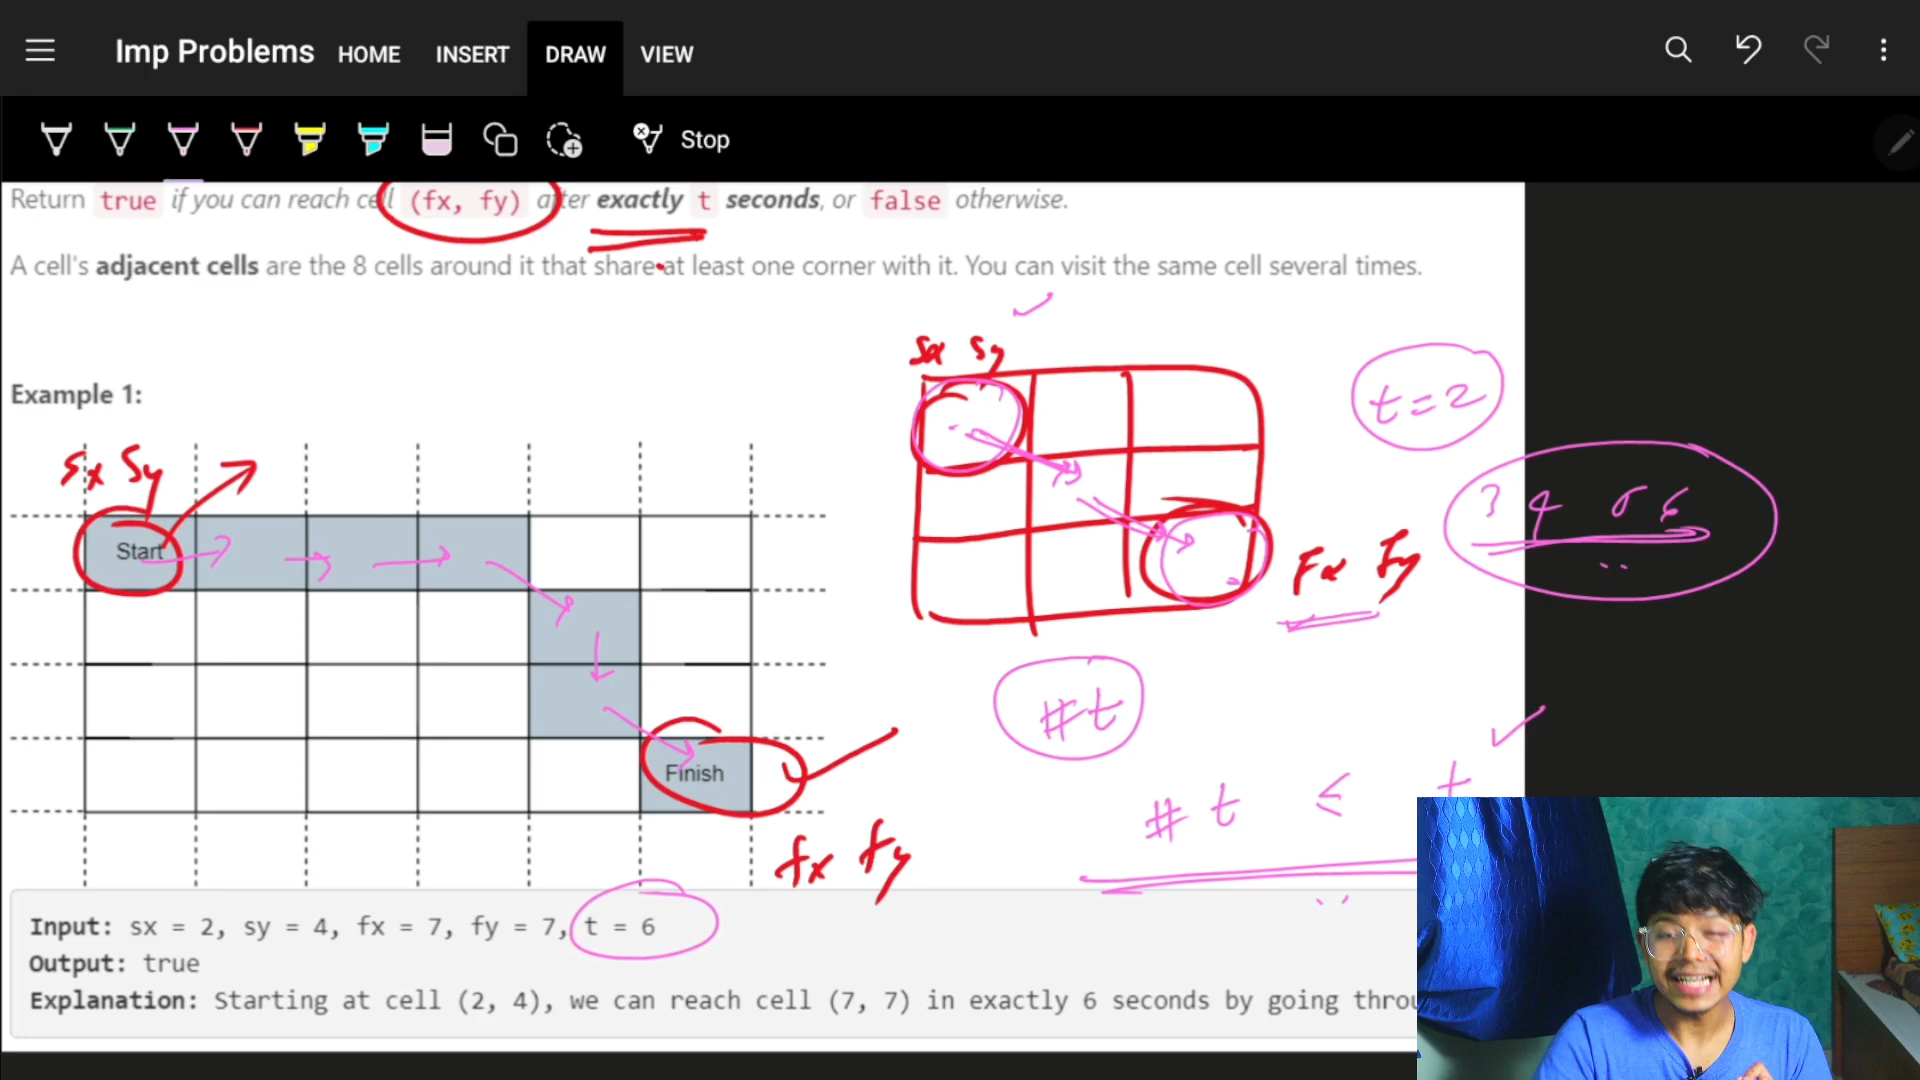 Imp Problems HOME INSERT DRAW VIEW
Stop
Return true if you can reach cell (fx, fy) after exactly t seconds, or false otherwise.
A cell's adjacent cells are the 8 cells around it that share at least one corner with it. You can visit the same cell several times.
Example 1:
sx sy
Start
Finish
fx fy
sx sy
t=2
3 4 5 6
Fx Fy
#t
#t ≤ t
Input: sx = 2, sy = 4, fx = 7, fy = 7, t = 6
Output: true
Explanation: Starting at cell (2, 4), we can reach cell (7, 7) in exactly 6 seconds by going throu